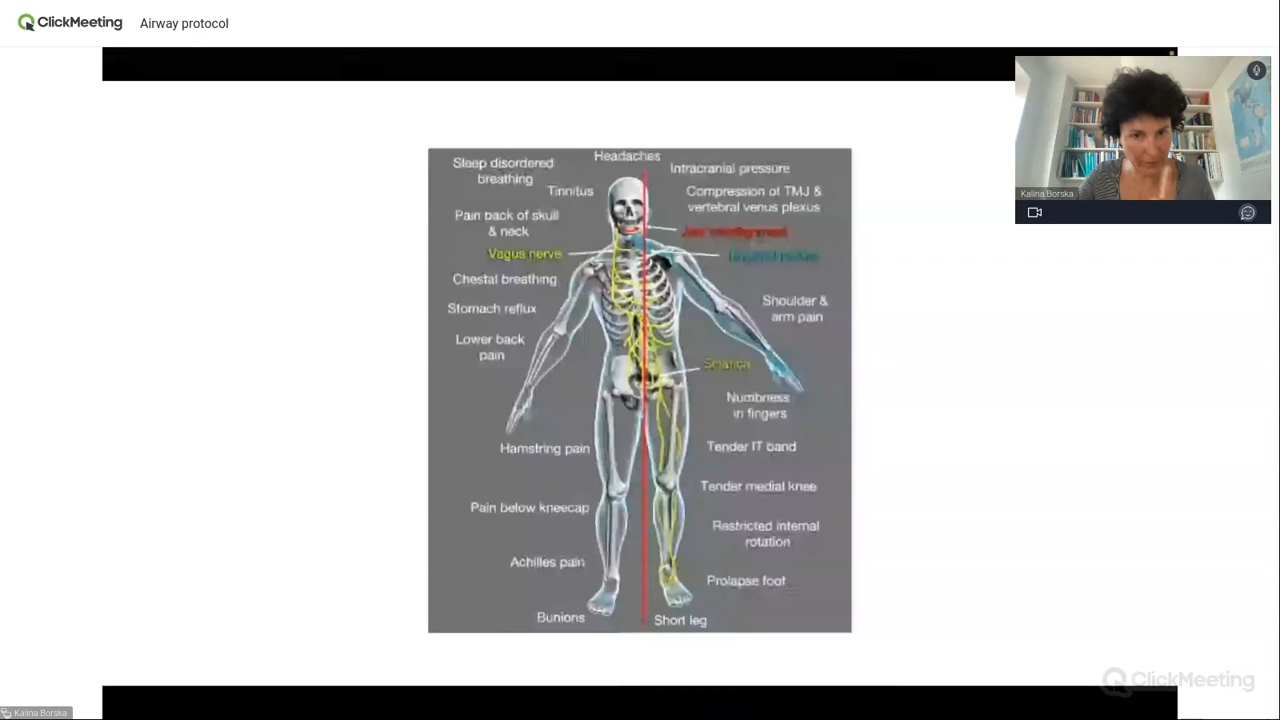 ClickMeeting
Airway protocol
Kalina Borska
Headaches
Sleep disordered
breathing
Intracranial pressure
Tinnitus
Compression of TMJ &
vertebral venus plexus
Pain back of skull
& neck
Vagus nerve
Chestal breathing
Stomach reflux
Shoulder &
arm pain
Lower back
pain
Sciatica
Numbness
in fingers
Hamstring pain
Tender IT band
Tender medial knee
Pain below kneecap
Restricted internal
rotation
Achilles pain
Prolapse foot
Bunions
Short leg
ClickMeeting
Kalina Borska